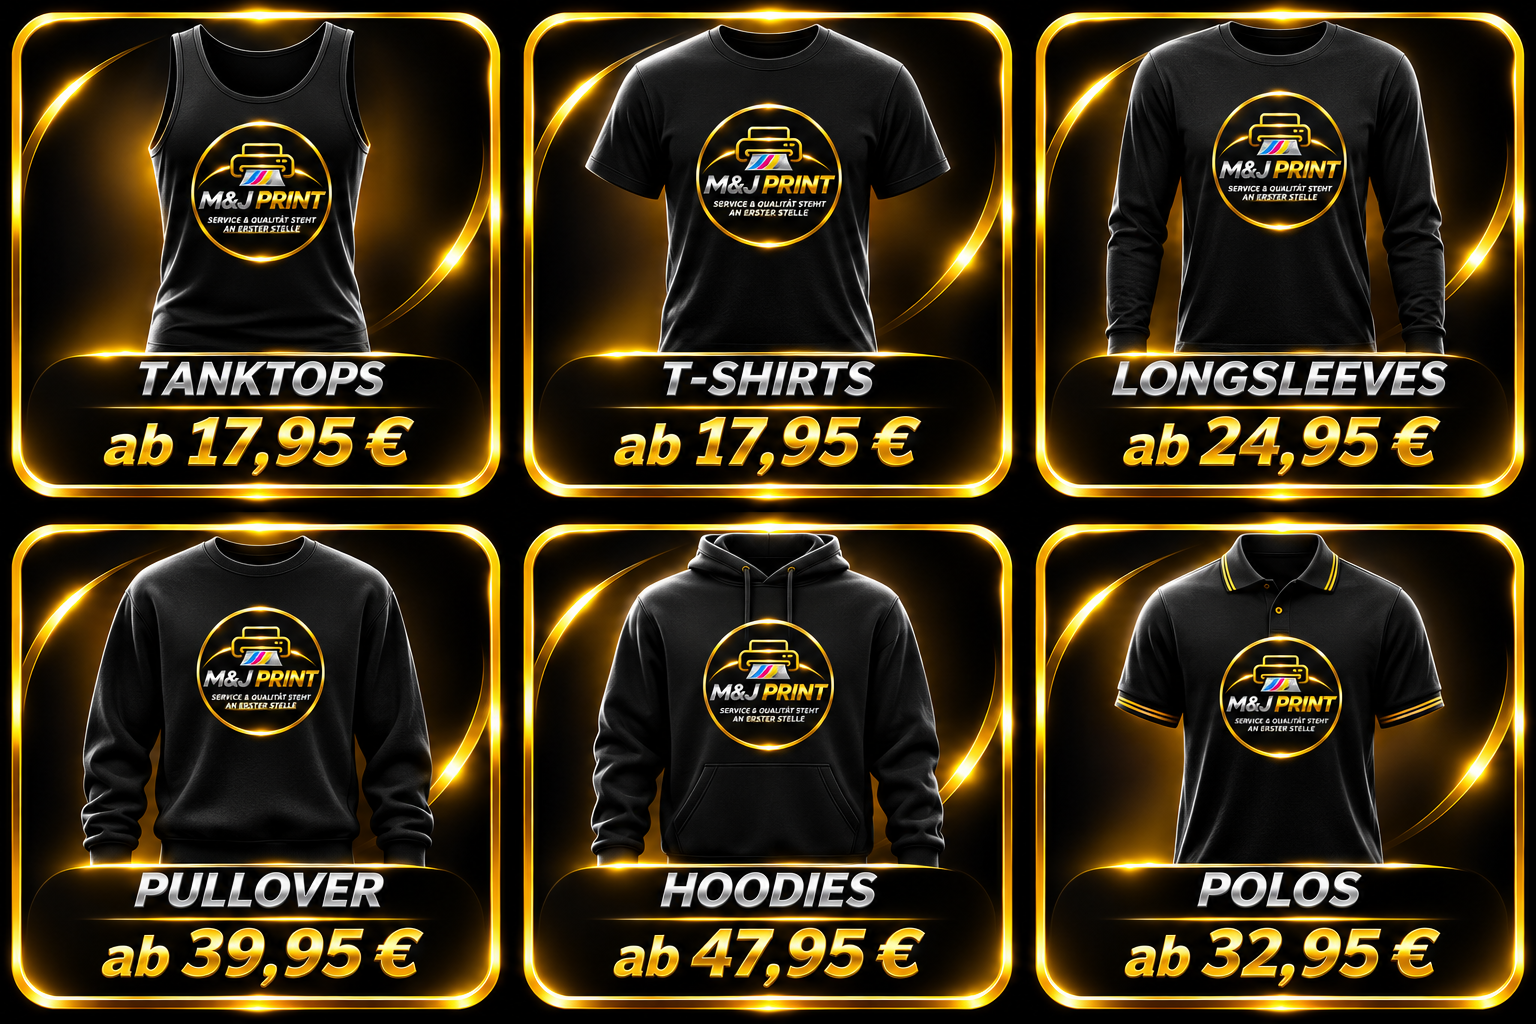 M&J PRINT
SERVICE & QUALITÄT STEHT
AN ERSTER STELLE
TANKTOPS
ab 17,95 €
M&J PRINT
SERVICE & QUALITÄT STEHT
AN ERSTER STELLE
T-SHIRTS
ab 17,95 €
M&J PRINT
SERVICE & QUALITÄT STEHT
AN ERSTER STELLE
LONGSLEEVES
ab 24,95 €
M&J PRINT
SERVICE & QUALITÄT STEHT
AN ERSTER STELLE
PULLOVER
ab 39,95 €
M&J PRINT
SERVICE & QUALITÄT STEHT
AN ERSTER STELLE
HOODIES
ab 47,95 €
M&J PRINT
SERVICE & QUALITÄT STEHT
AN ERSTER STELLE
POLOS
ab 32,95 €